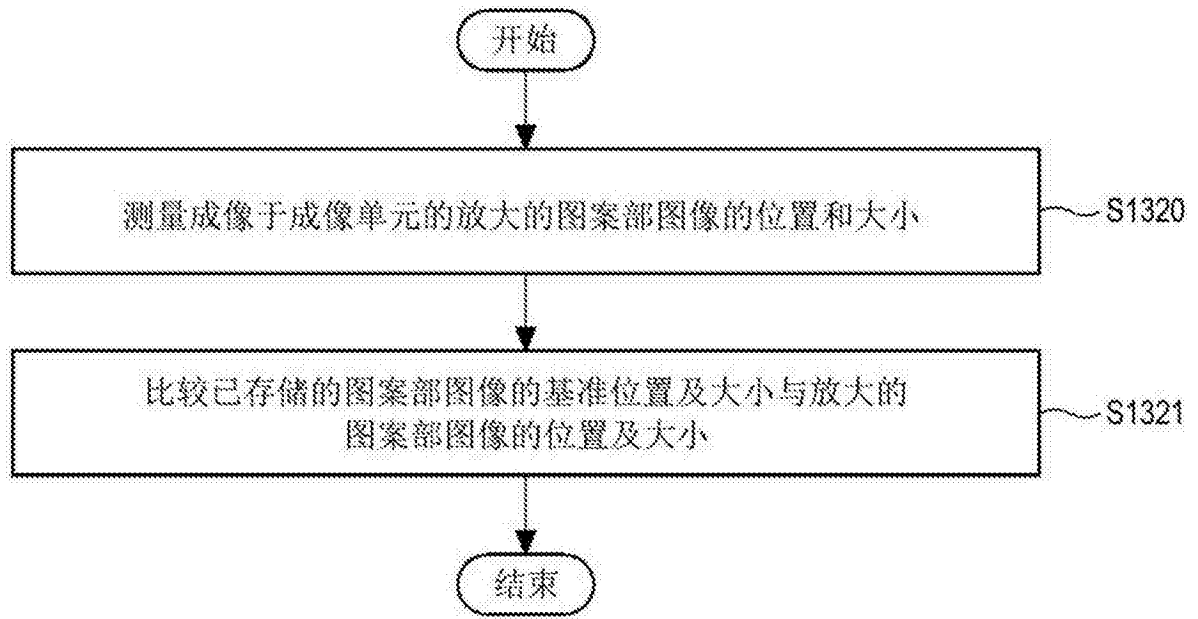 开始
测量成像于成像单元的放大的图案部图像的位置和大小
S1320
比较已存储的图案部图像的基准位置及大小与放大的
图案部图像的位置及大小
S1321
结束